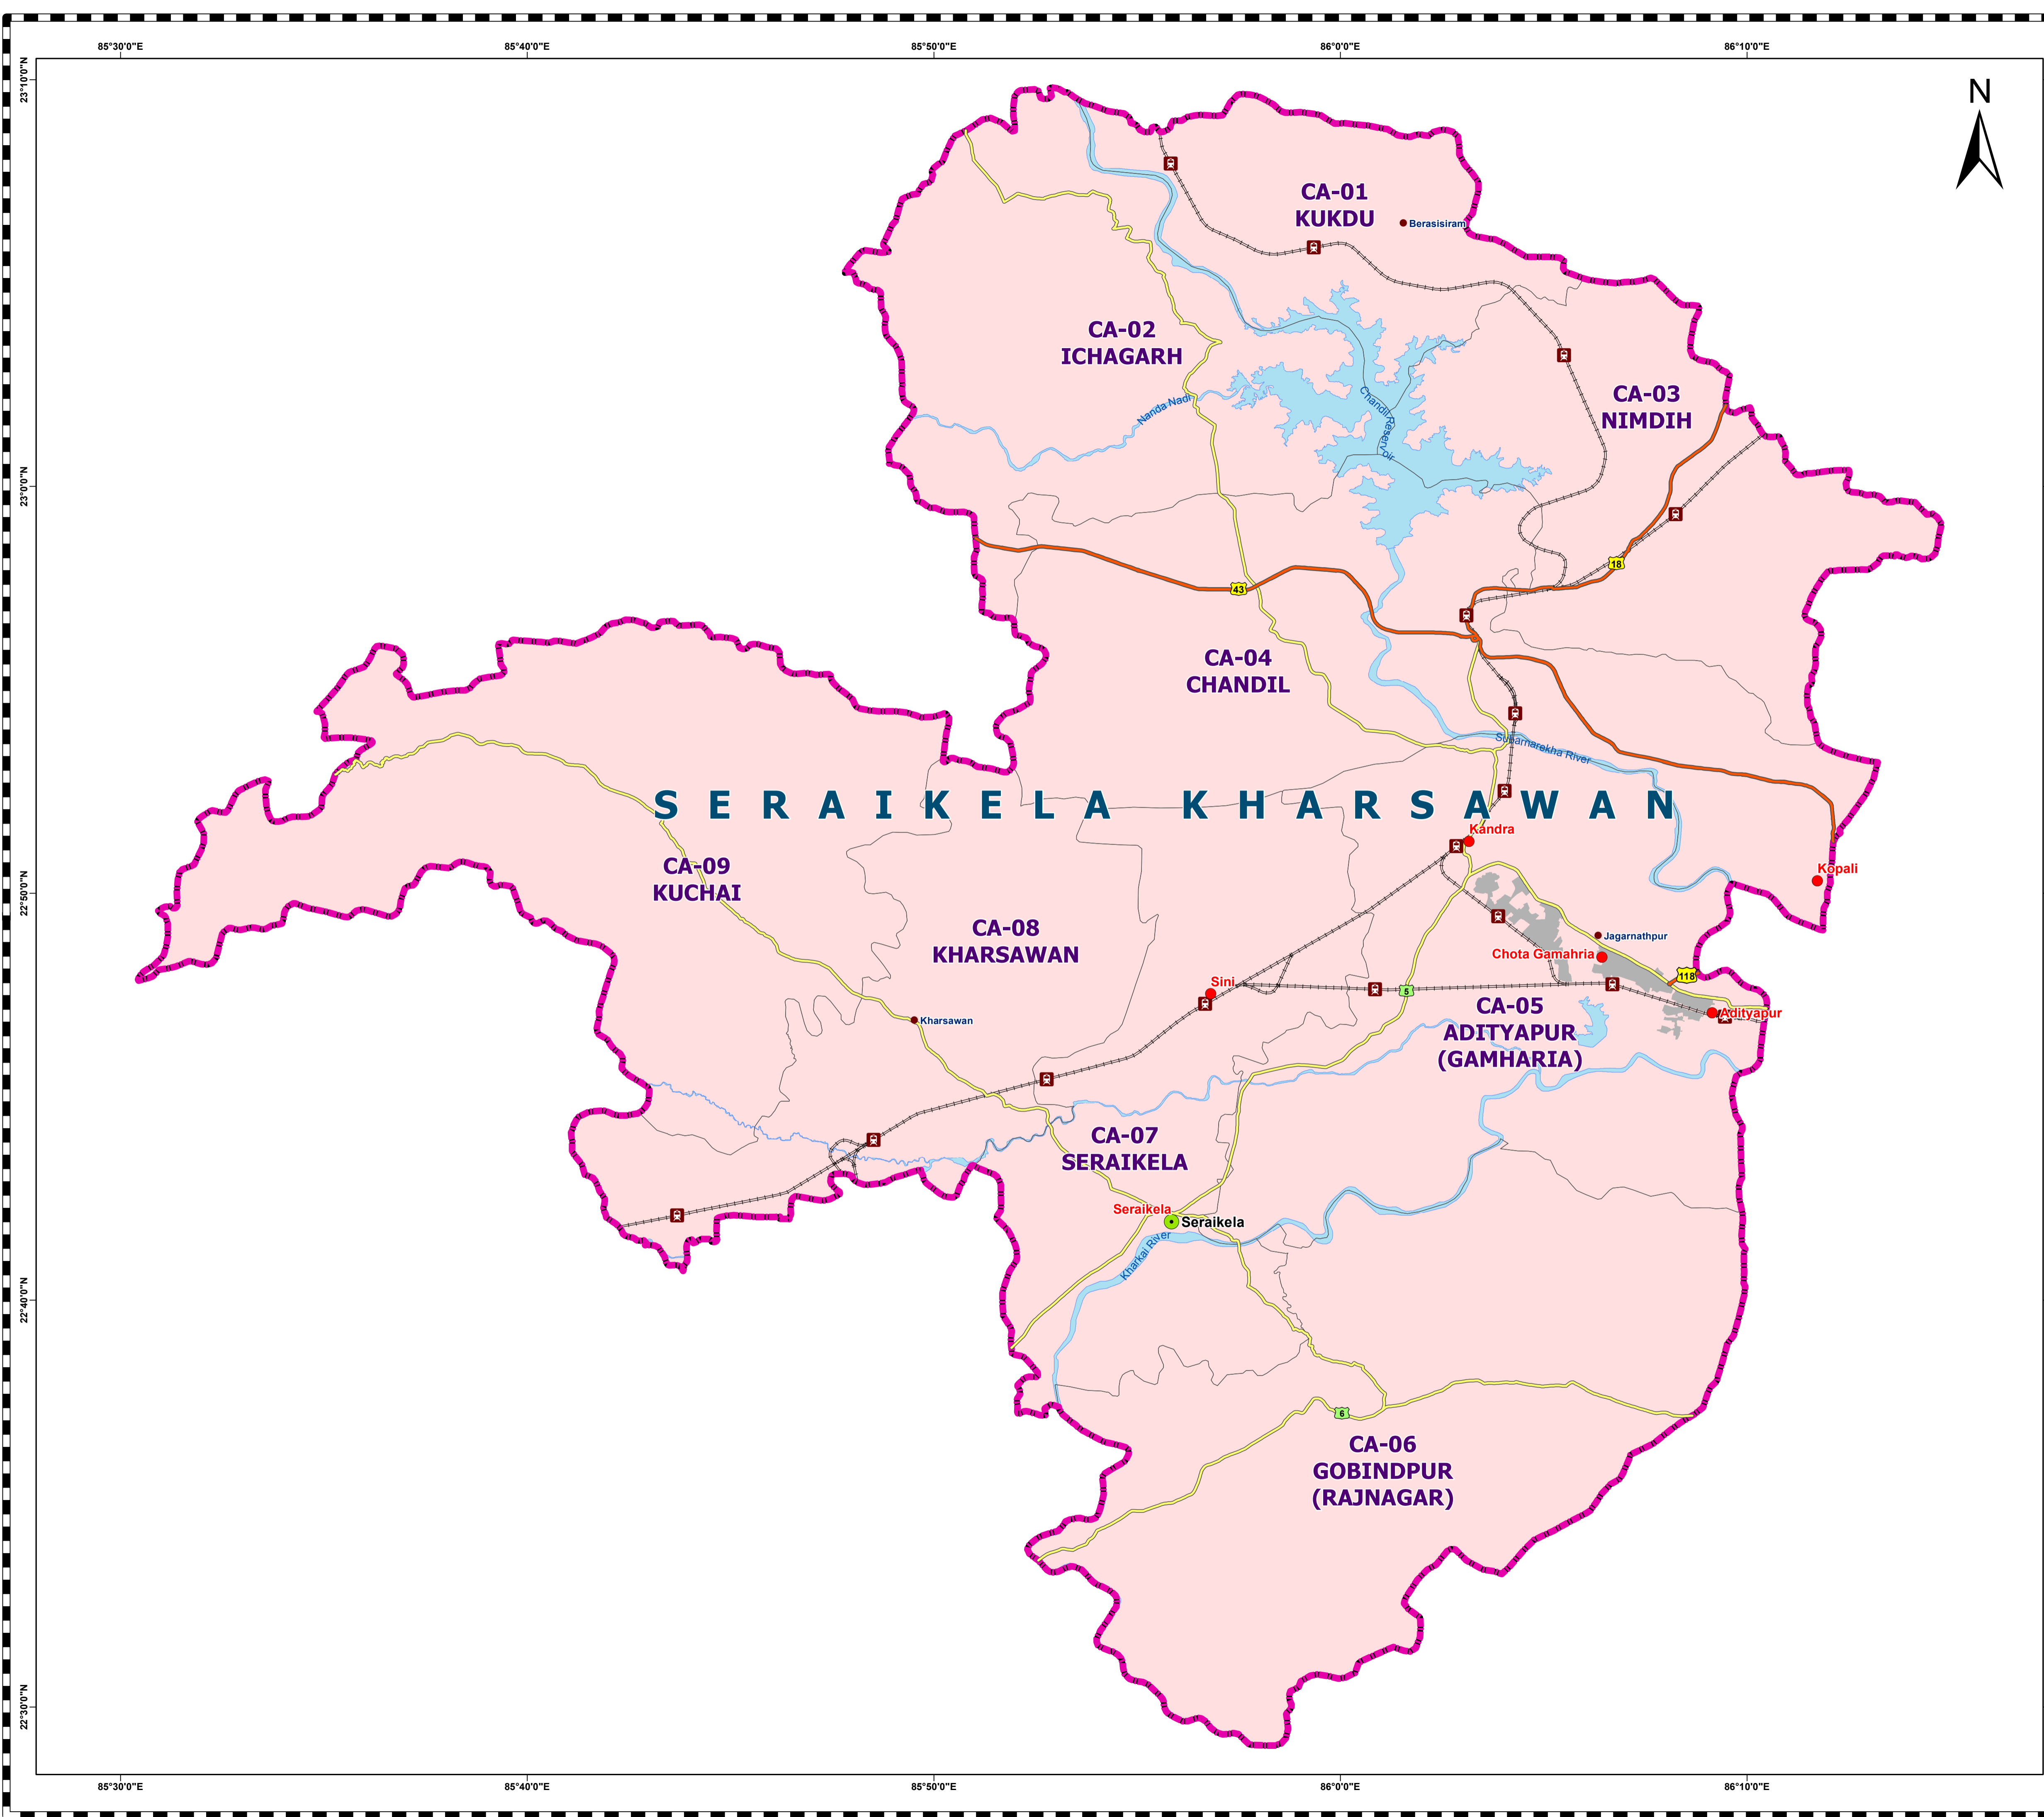 85°30'0"E
85°40'0"E
85°50'0"E
86°0'0"E
86°10'0"E
23°10'0"N
N
CA-01
KUKDU
Berasisiram
CA-02
ICHAGARH
CA-03
NIMDIH
Chandil Reservoir
Nanda Nadi
23°0'0"N
18
43
CA-04
CHANDIL
Subarnarekha River
SERAIKELA KHARSAWAN
Kandra
CA-09
KUCHAI
Kopali
22°50'0"N
CA-08
KHARSAWAN
Jagarnathpur
Chota Gamahria
118
Sini
5
CA-05
ADITYAPUR
(GAMHARIA)
Adityapur
Kharsawan
CA-07
SERAIKELA
Seraikela
Seraikela
Kharkai River
22°40'0"N
6
CA-06
GOBINDPUR
(RAJNAGAR)
22°30'0"N
85°30'0"E
85°40'0"E
85°50'0"E
86°0'0"E
86°10'0"E